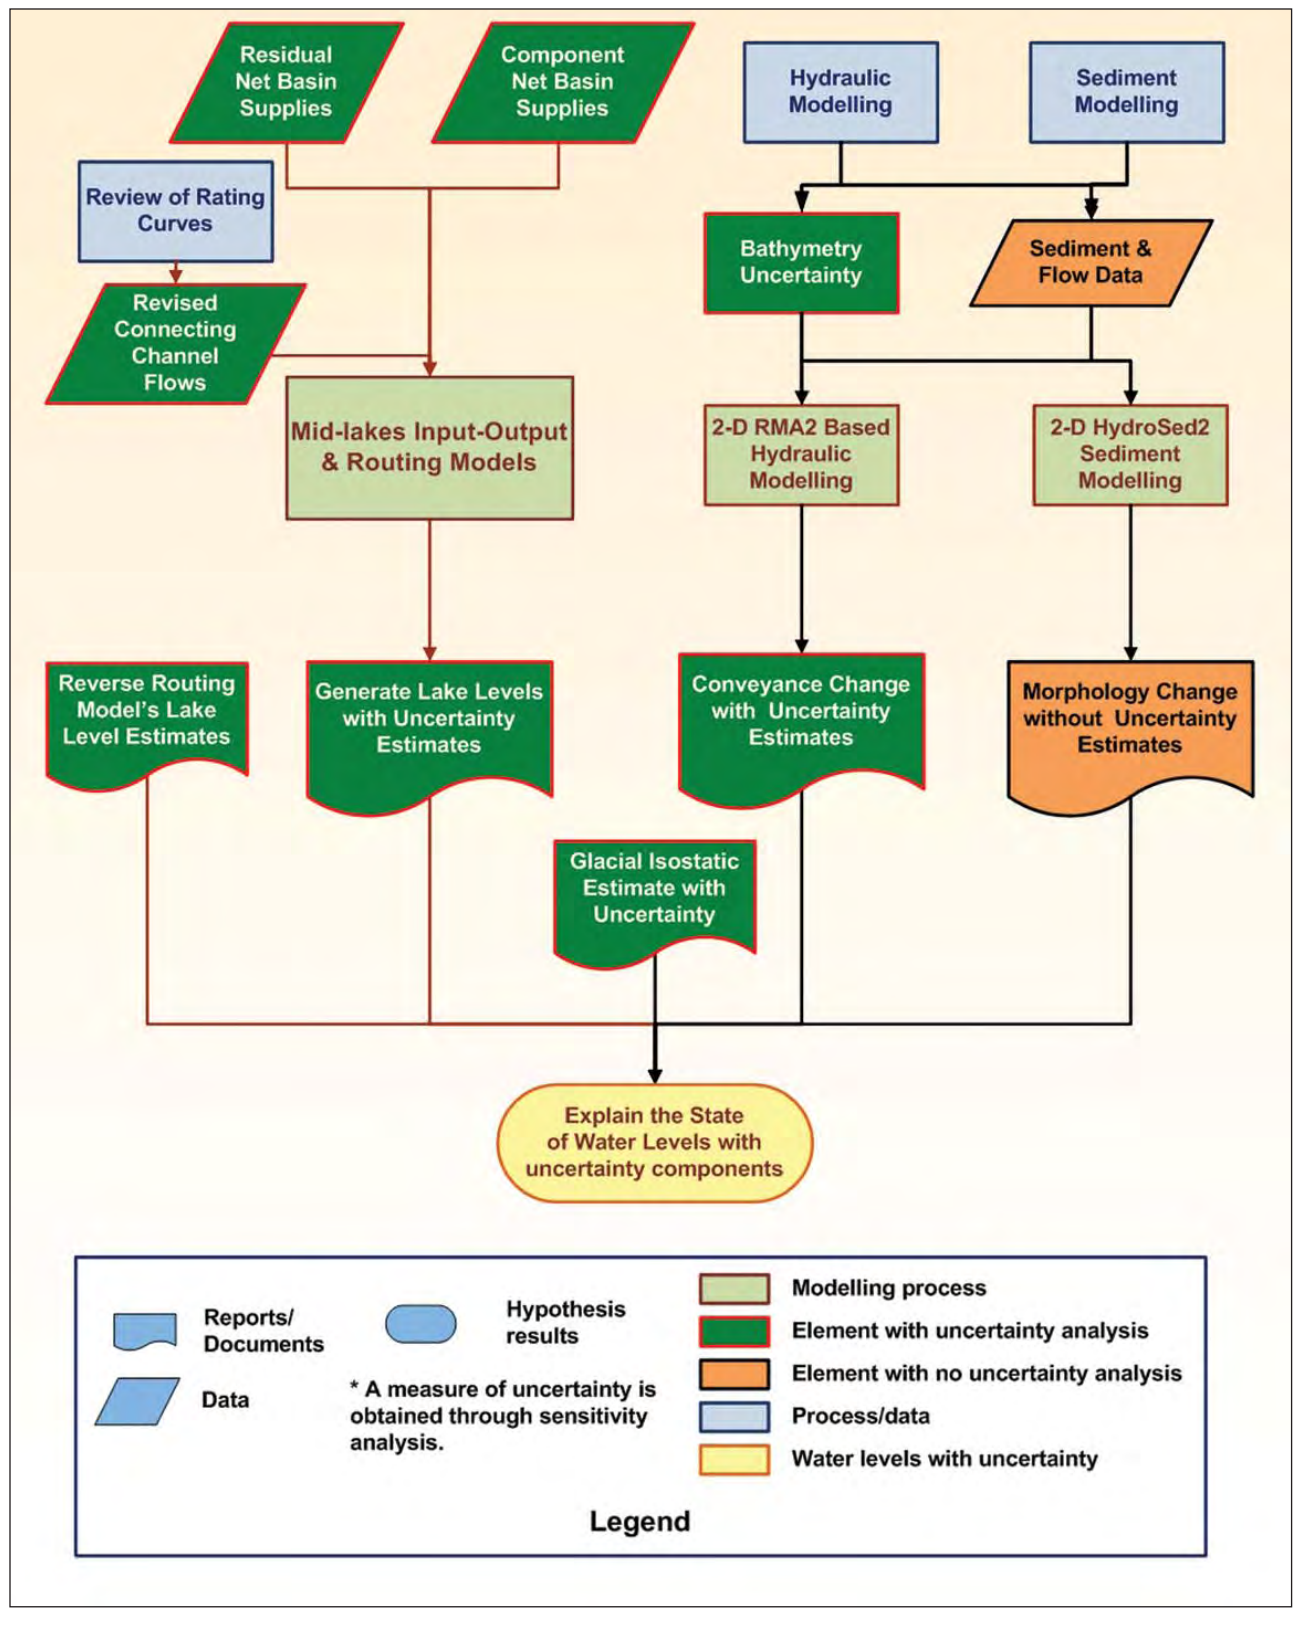 Residual
Net Basin
Supplies
Component
Net Basin
Supplies
Hydraulic
Modelling
Sediment
Modelling
Review of Rating
Curves
Bathymetry
Uncertainty
Sediment &
Flow Data
Revised
Connecting
Channel
Flows
Mid-lakes Input-Output
& Routing Models
2-D RMA2 Based
Hydraulic
Modelling
2-D HydroSed2
Sediment
Modelling
Reverse Routing
Model's Lake
Level Estimates
Generate Lake Levels
with Uncertainty
Estimates
Conveyance Change
with Uncertainty
Estimates
Morphology Change
without Uncertainty
Estimates
Glacial Isostatic
Estimate with
Uncertainty
Explain the State
of Water Levels with
uncertainty components
Reports/
Documents
Data
Hypothesis
results
* A measure of uncertainty is
obtained through sensitivity
analysis.
Modelling process
Element with uncertainty analysis
Element with no uncertainty analysis
Process/data
Water levels with uncertainty
Legend